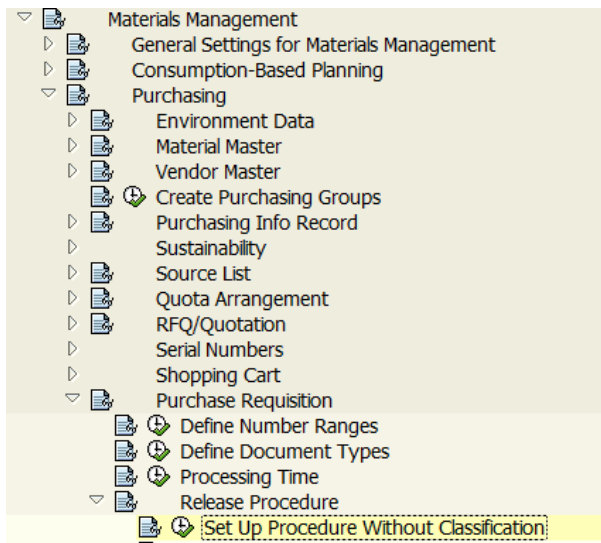 Materials Management
General Settings for Materials Management
Consumption-Based Planning
Purchasing
Environment Data
Material Master
Vendor Master
Create Purchasing Groups
Purchasing Info Record
Sustainability
Source List
Quota Arrangement
RFQ/Quotation
Serial Numbers
Shopping Cart
Purchase Requisition
Define Number Ranges
Define Document Types
Processing Time
Release Procedure
Set Up Procedure Without Classification